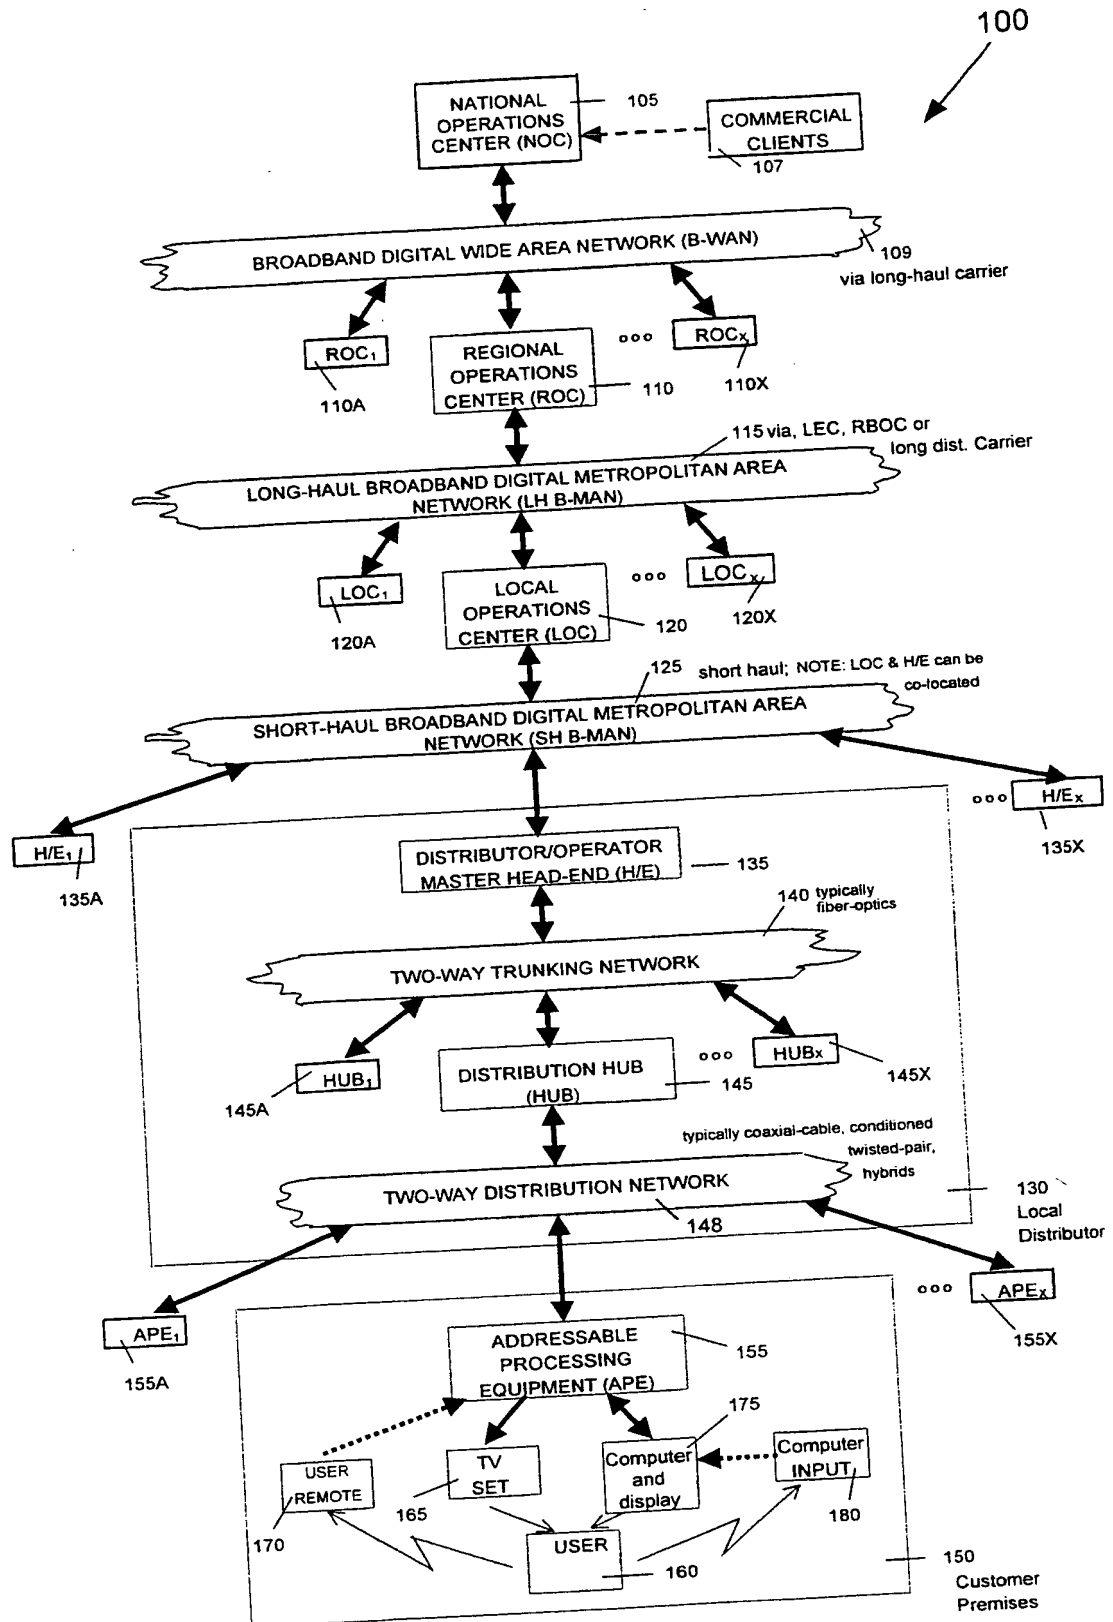 100
NATIONAL
OPERATIONS
CENTER (NOC)
105
COMMERCIAL
CLIENTS
107
BROADBAND DIGITAL WIDE AREA NETWORK (B-WAN)
109
via long-haul carrier
ROC1
110A
REGIONAL
OPERATIONS
CENTER (ROC)
110
ooo
ROCx
110X
115 via, LEC, RBOC or
long dist. Carrier
LONG-HAUL BROADBAND DIGITAL METROPOLITAN AREA
NETWORK (LH B-MAN)
LOC1
120A
LOCAL
OPERATIONS
CENTER (LOC)
120
ooo
LOCx
120X
125 short haul; NOTE: LOC & H/E can be
co-located
SHORT-HAUL BROADBAND DIGITAL METROPOLITAN AREA
NETWORK (SH B-MAN)
H/E1
135A
DISTRIBUTOR/OPERATOR
MASTER HEAD-END (H/E)
135
ooo
H/Ex
135X
140 typically
fiber-optics
TWO-WAY TRUNKING NETWORK
HUB1
145A
DISTRIBUTION HUB
(HUB)
145
ooo
HUBx
145X
typically coaxial-cable, conditioned
twisted-pair,
hybrids
TWO-WAY DISTRIBUTION NETWORK
148
130
Local
Distributor
APE1
155A
ADDRESSABLE
PROCESSING
EQUIPMENT (APE)
155
ooo
APEx
155X
USER
REMOTE
170
TV
SET
165
Computer
and
display
175
Computer
INPUT
180
USER
160
150
Customer
Premises